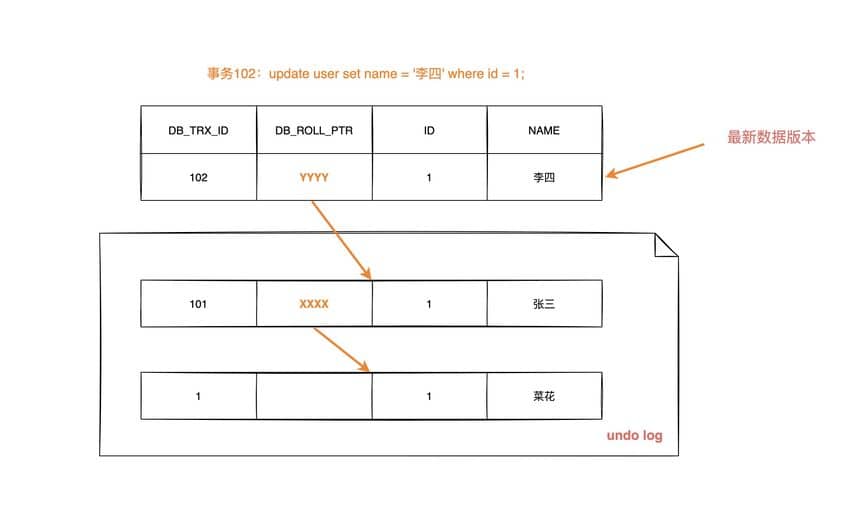 事务102：update user set name = '李四' where id = 1;
DB_TRX_ID DB_ROLL_PTR ID NAME
最新数据版本
102 YYYY 1 李四
101 XXXX 1 张三
1 1 菜花
undo log